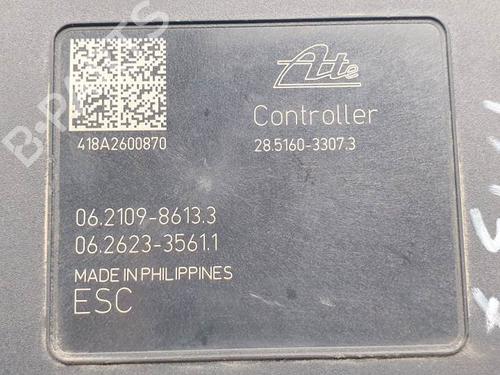 Ate
Controller
418A2600870
28.5160-3307.3
06.2109-8613.3
06.2623-3561.1
MADE IN PHILIPPINES
ESC
B-PARTS